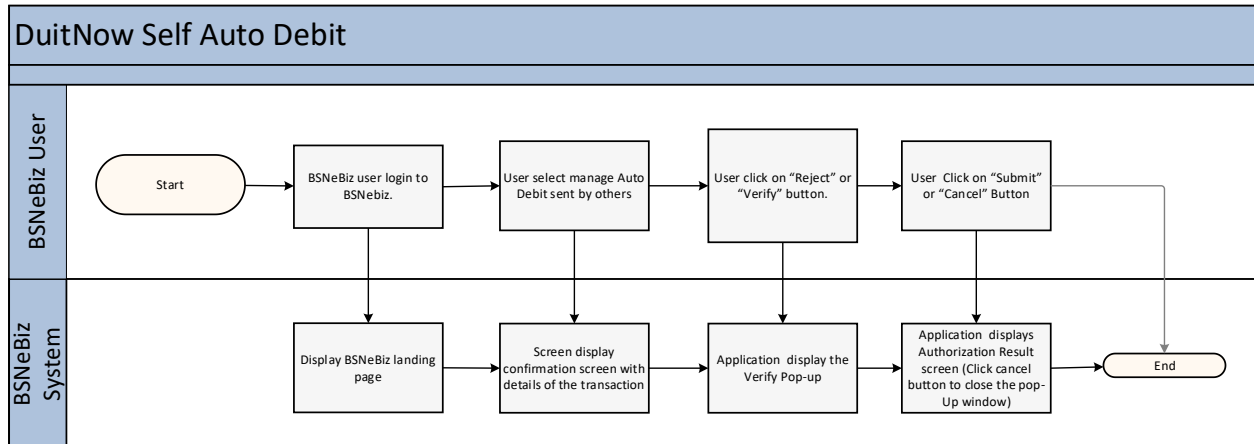 DuitNow Self Auto Debit
BSNeBiz User
Start
BSNeBiz user login to
BSNebiz.
User select manage Auto
Debit sent by others
User click on “Reject” or
“Verify” button.
User Click on “Submit”
or “Cancel” Button
BSNeBiz
System
Display BSNeBiz landing
page
Screen display
confirmation screen with
details of the transaction
Application display the
Verify Pop-up
Application displays
Authorization Result
screen (Click cancel
button to close the pop-
Up window)
End